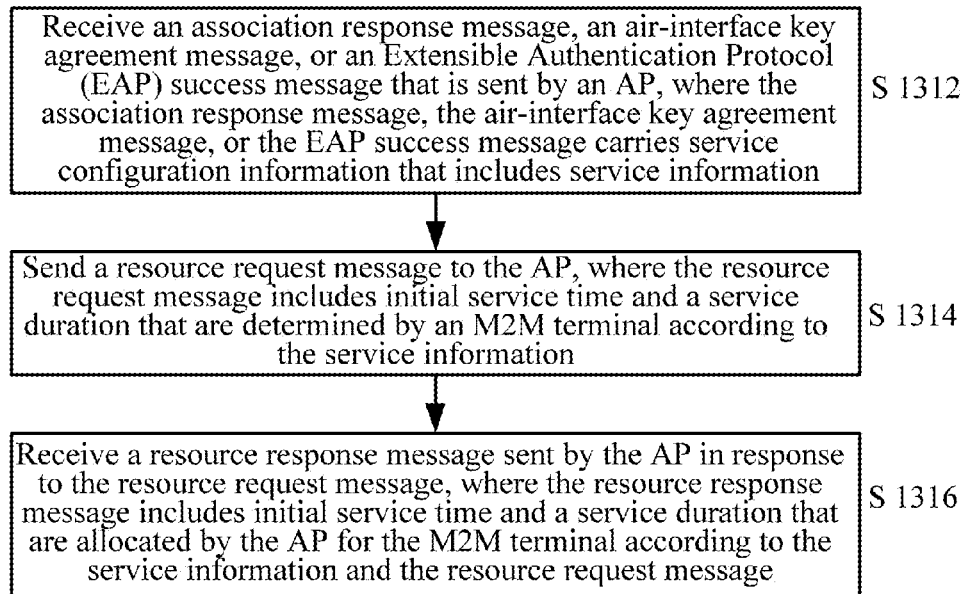 Receive an association response message, an air-interface key
agreement message, or an Extensible Authentication Protocol
(EAP) success message that is sent by an AP, where the
association response message, the air-interface key agreement
message, or the EAP success message carries service
configuration information that includes service information
S 1312
Send a resource request message to the AP, where the resource
request message includes initial service time and a service
duration that are determined by an M2M terminal according to
the service information
S 1314
Receive a resource response message sent by the AP in response
to the resource request message, where the resource response
message includes initial service time and a service duration that
are allocated by the AP for the M2M terminal according to the
service information and the resource request message
S 1316